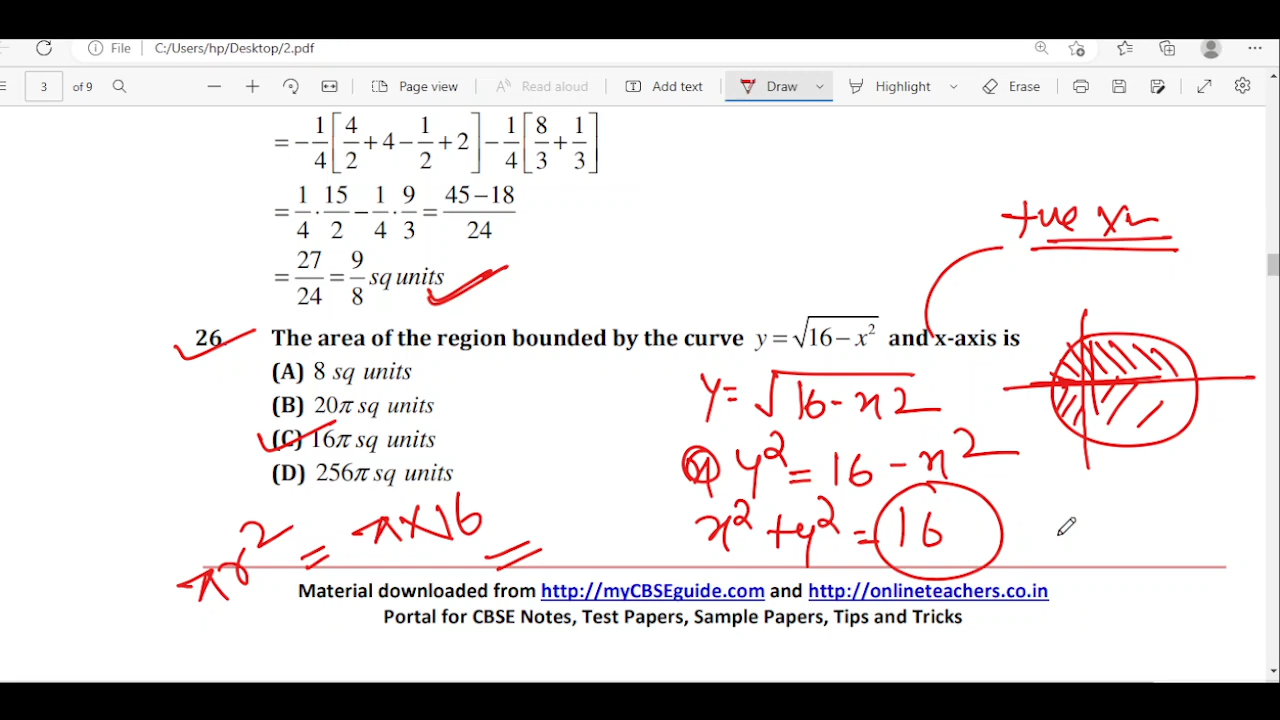 File C:/Users/hp/Desktop/2.pdf
3 of 9 Page view Read aloud Add text Draw Highlight Erase
= -1/4[4/2 + 4 - 1/2 + 2] - 1/4[8/3 + 1/3]
= 1/4 · 15/2 - 1/4 · 9/3 = 45 - 18/24
= 27/24 = 9/8 sq units
26. The area of the region bounded by the curve y = √16 - x² and x-axis is
(A) 8 sq units
(B) 20π sq units
(C) 16π sq units
(D) 256π sq units
+ue
y = √16 - x2
y² = 16 - x²
x² + y² = 16
πr² = π×16 =
Material downloaded from http://myCBSEguide.com and http://onlineteachers.co.in
Portal for CBSE Notes, Test Papers, Sample Papers, Tips and Tricks